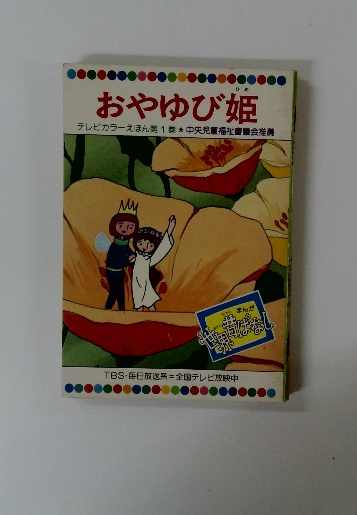 おやゆび姫
ひめ
テレビカラーえほん第1巻★中央児童福祉審議会推薦
まんが
世界昔ばなし
TBS・毎日放送系=全国テレビ放映中